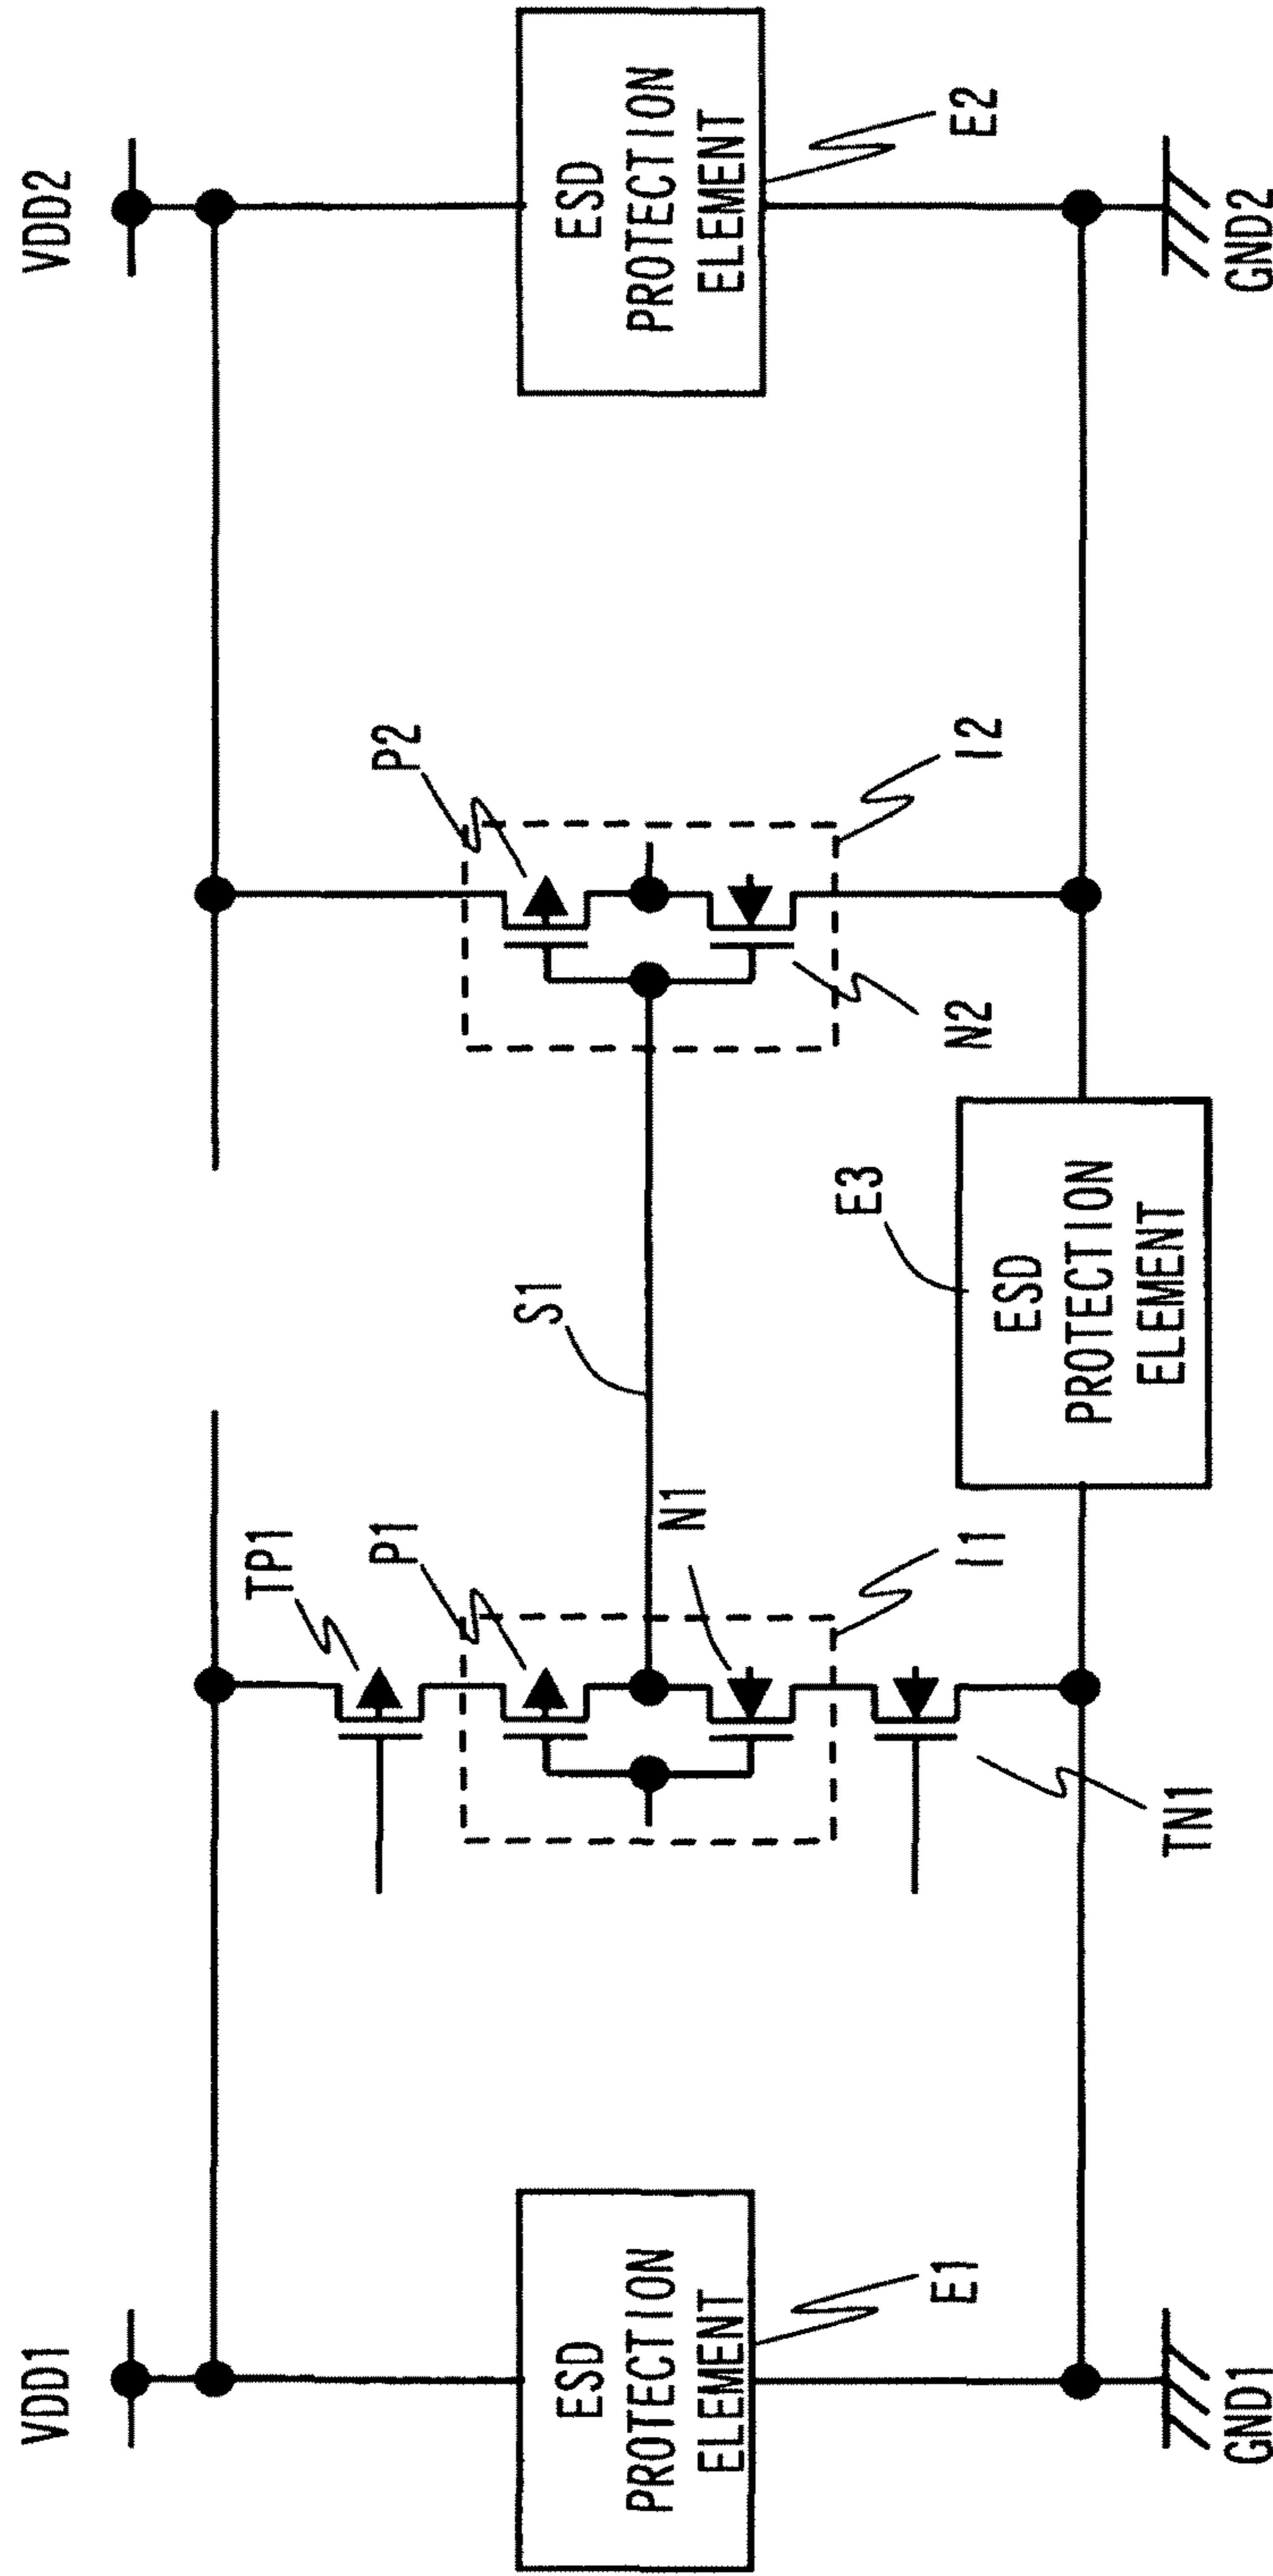 VDD1
VDD2
TP1
P1
P2
S1
N1
ESD
PROTECTION
ELEMENT
E1
I1
TN1
E3
ESD
PROTECTION
ELEMENT
N2
I2
ESD
PROTECTION
ELEMENT
E2
GND1
GND2